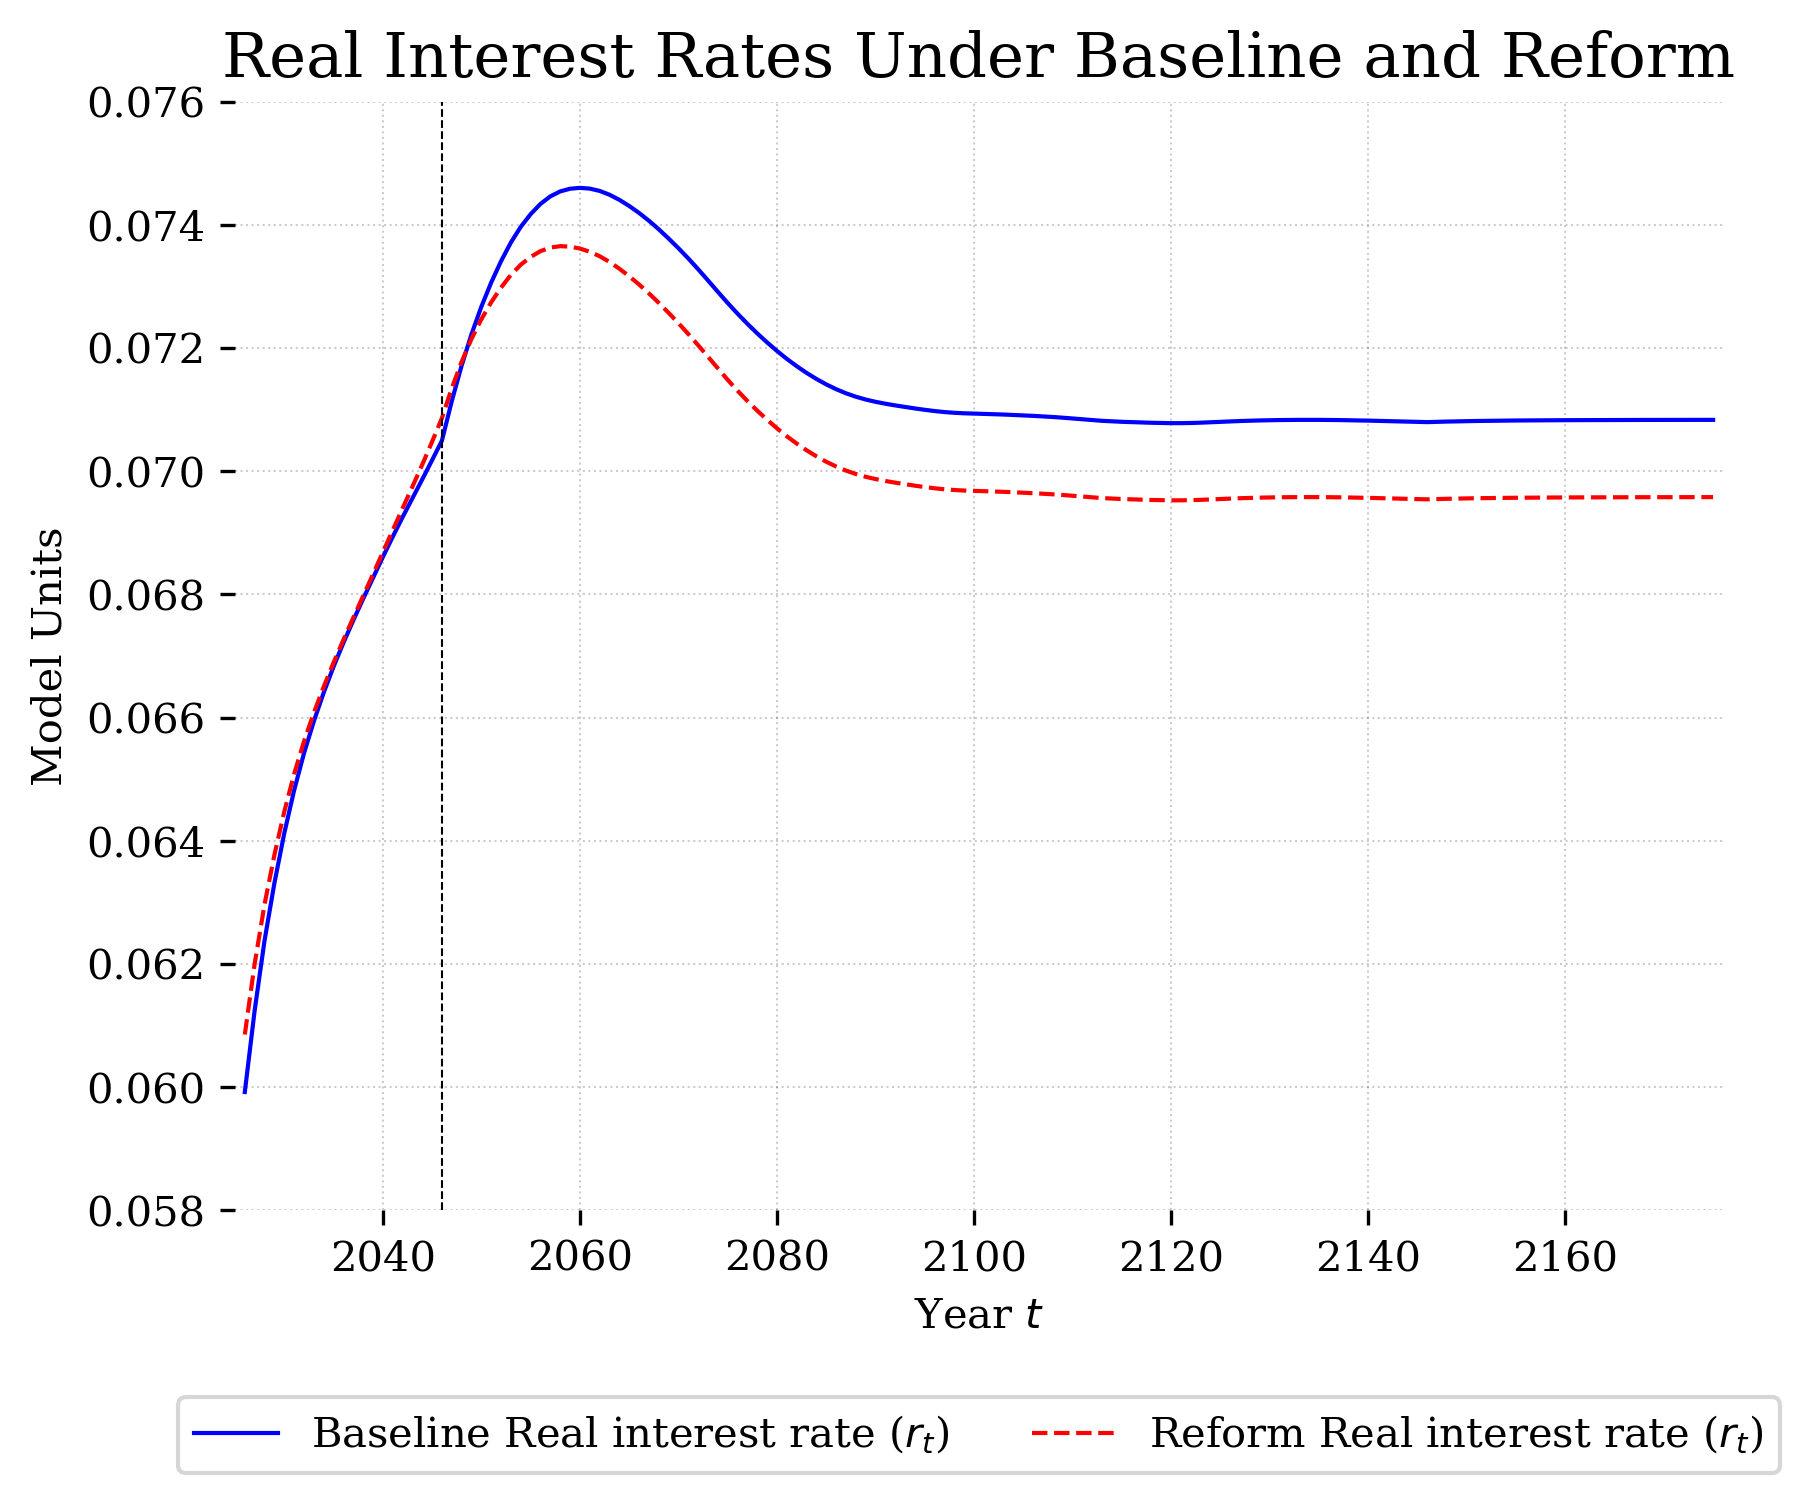 Real Interest Rates Under Baseline and Reform
0.076
0.074
0.072
0.070
0.068
0.066
0.064
0.062
0.060
0.058
Model Units
2040 2060 2080 2100 2120 2140 2160
Year t
Baseline Real interest rate (rₜ) Reform Real interest rate (rₜ)